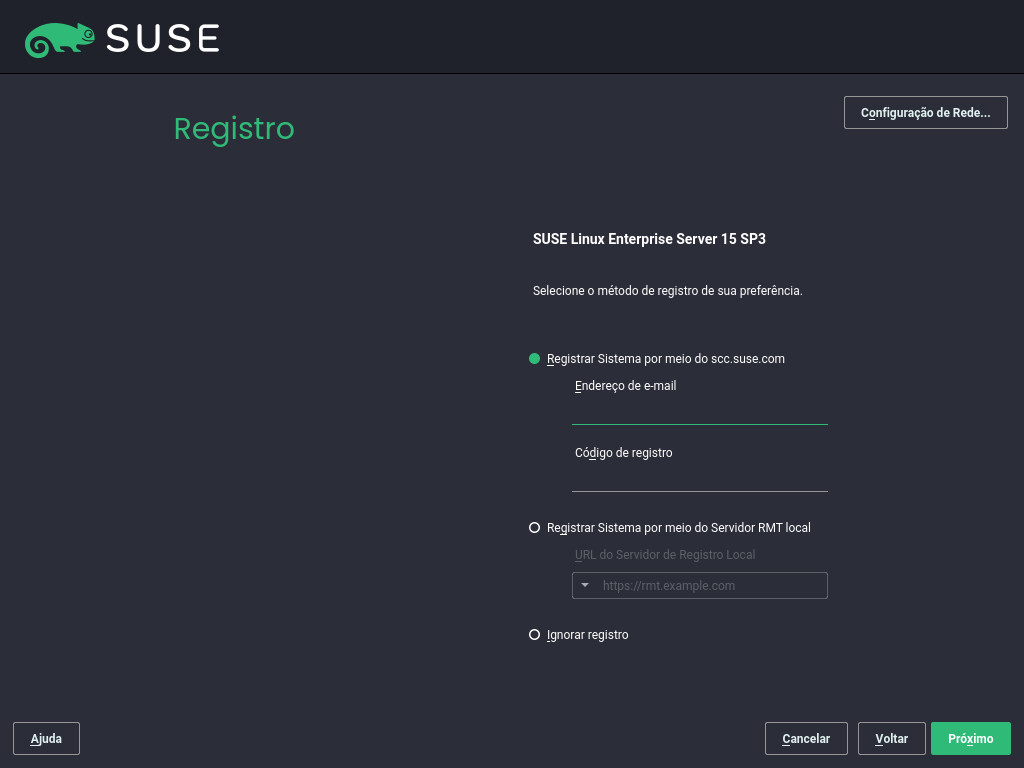 SUSE
Configuração de Rede...
Registro
SUSE Linux Enterprise Server 15 SP3
Selecione o método de registro de sua preferência.
Registrar Sistema por meio do scc.suse.com
Endereço de e-mail
Código de registro
Registrar Sistema por meio do Servidor RMT local
URL do Servidor de Registro Local
https://rmt.example.com
Ignorar registro
Ajuda
Cancelar
Voltar
Próximo